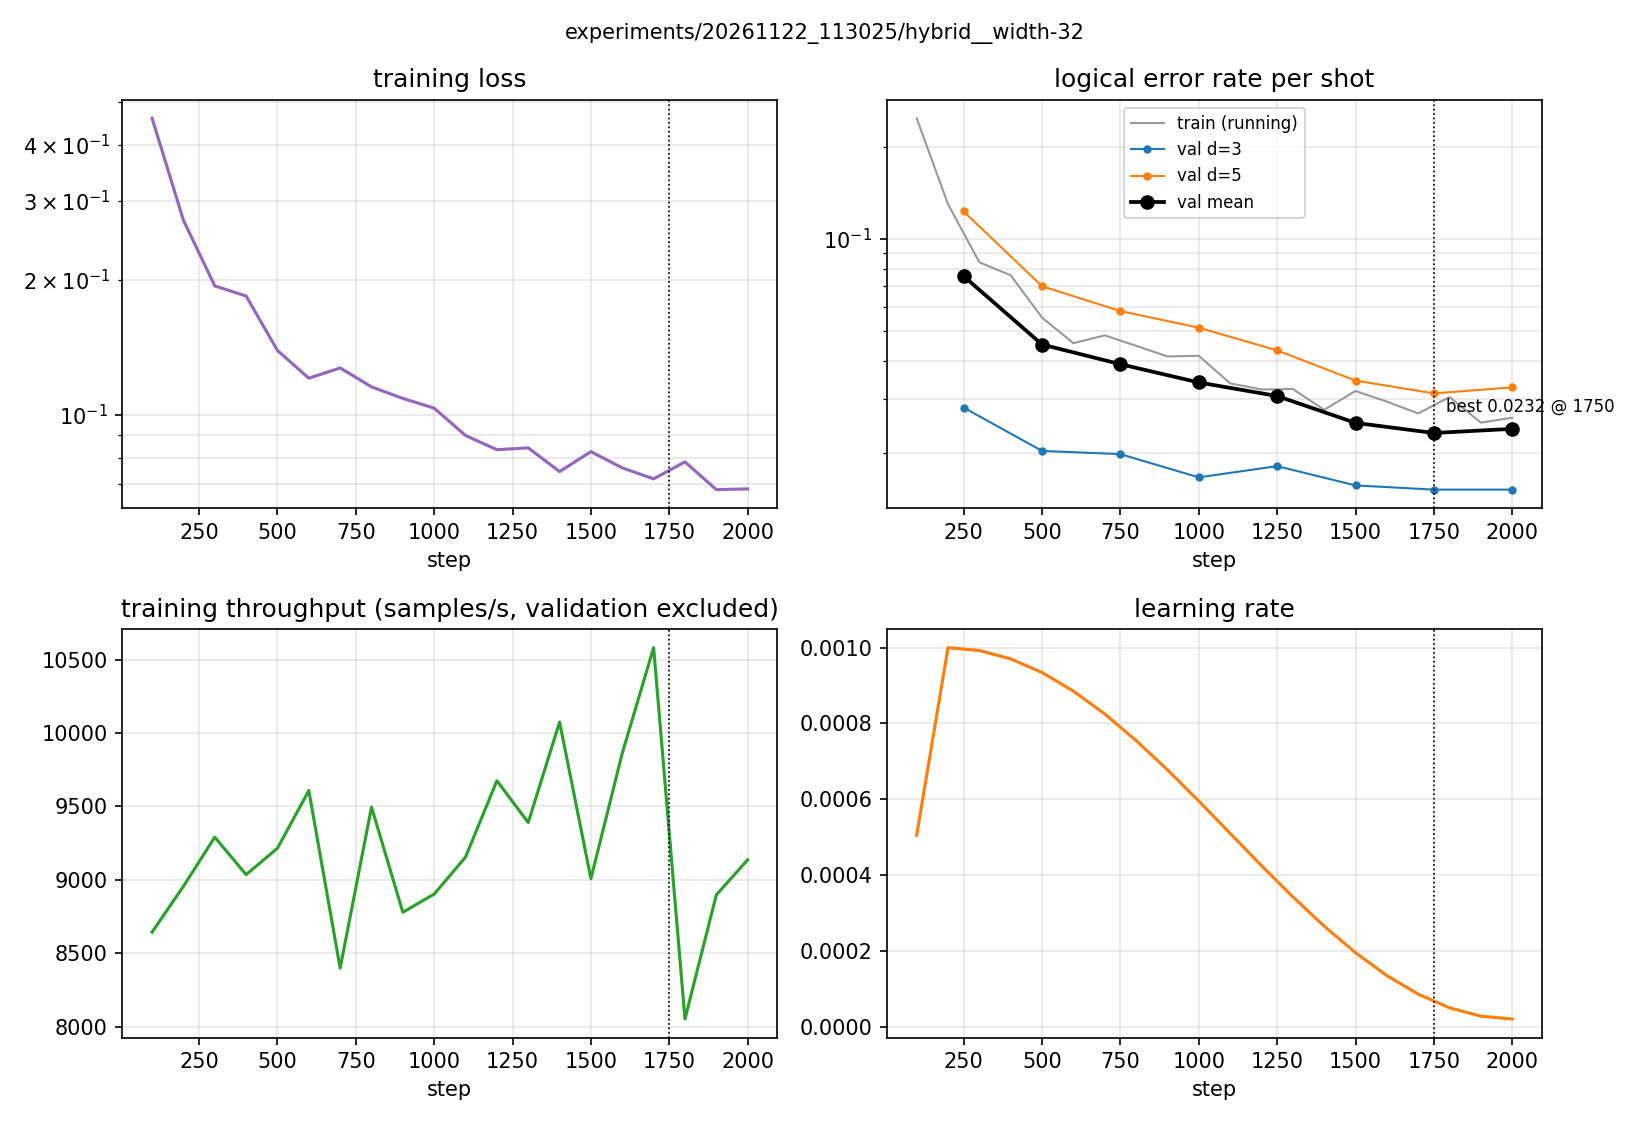 experiments/20261122_113025/hybrid__width-32
training loss
4 × 10⁻¹
3 × 10⁻¹
2 × 10⁻¹
10⁻¹
250 500 750 1000 1250 1500 1750 2000
step
logical error rate per shot
train (running)
val d=3
val d=5
val mean
10⁻¹
best 0.0232 @ 1750
250 500 750 1000 1250 1500 1750 2000
step
training throughput (samples/s, validation excluded)
10500
10000
9500
9000
8500
8000
250 500 750 1000 1250 1500 1750 2000
step
learning rate
0.0010
0.0008
0.0006
0.0004
0.0002
0.0000
250 500 750 1000 1250 1500 1750 2000
step